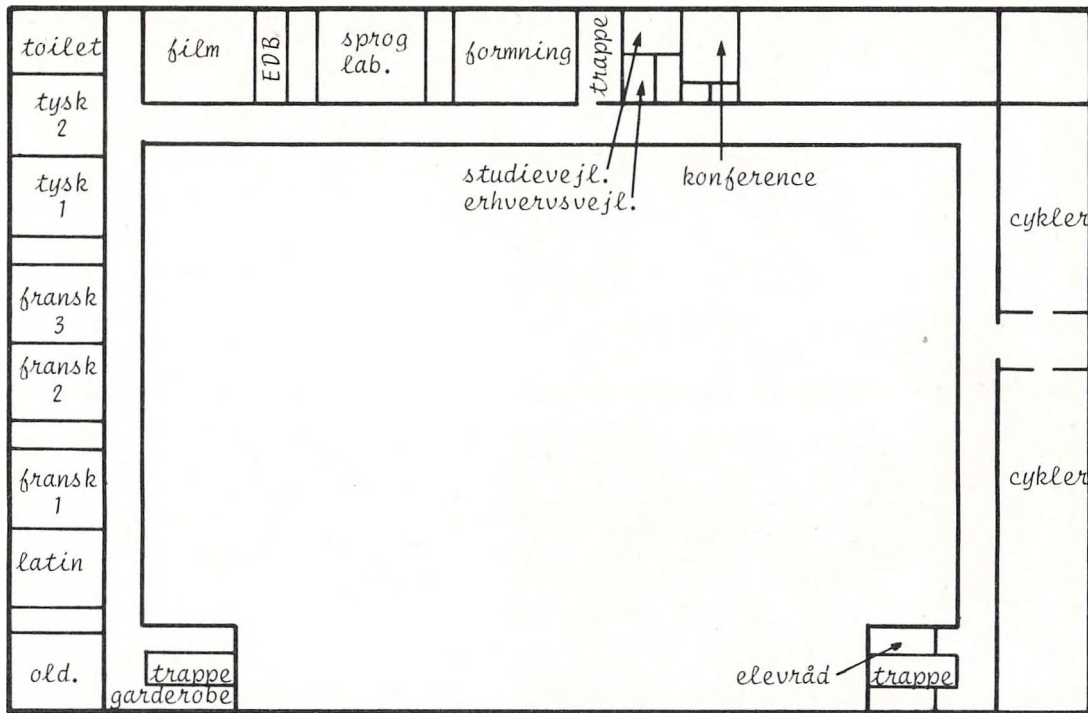 toilet
film
EDB
sprog
lab.
formning
trappe
tysk
2
tysk
1
studievejl.
erhvervsvejl.
konference
cykler
fransk
3
fransk
2
fransk
1
cykler
latin
old.
trappe
garderobe
elevråd
trappe